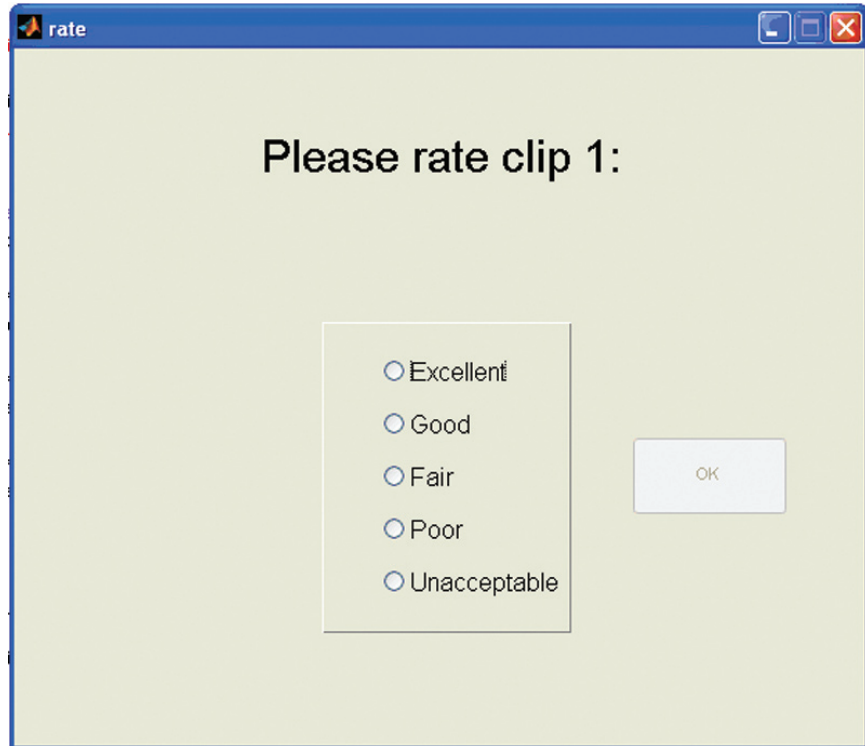 rate
Please rate clip 1:
Excellent
Good
Fair
Poor
Unacceptable
OK